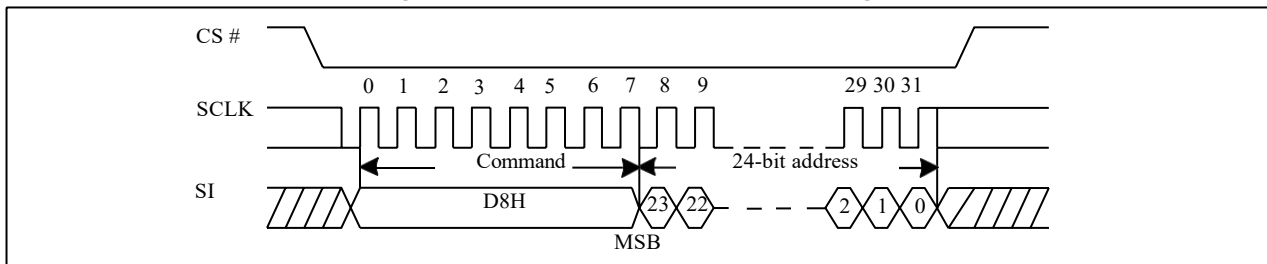 CS #
0 1 2 3 4 5 6 7 8 9 29 30 31
SCLK
Command 24-bit address
SI
D8H 23 22 2 1 0
MSB